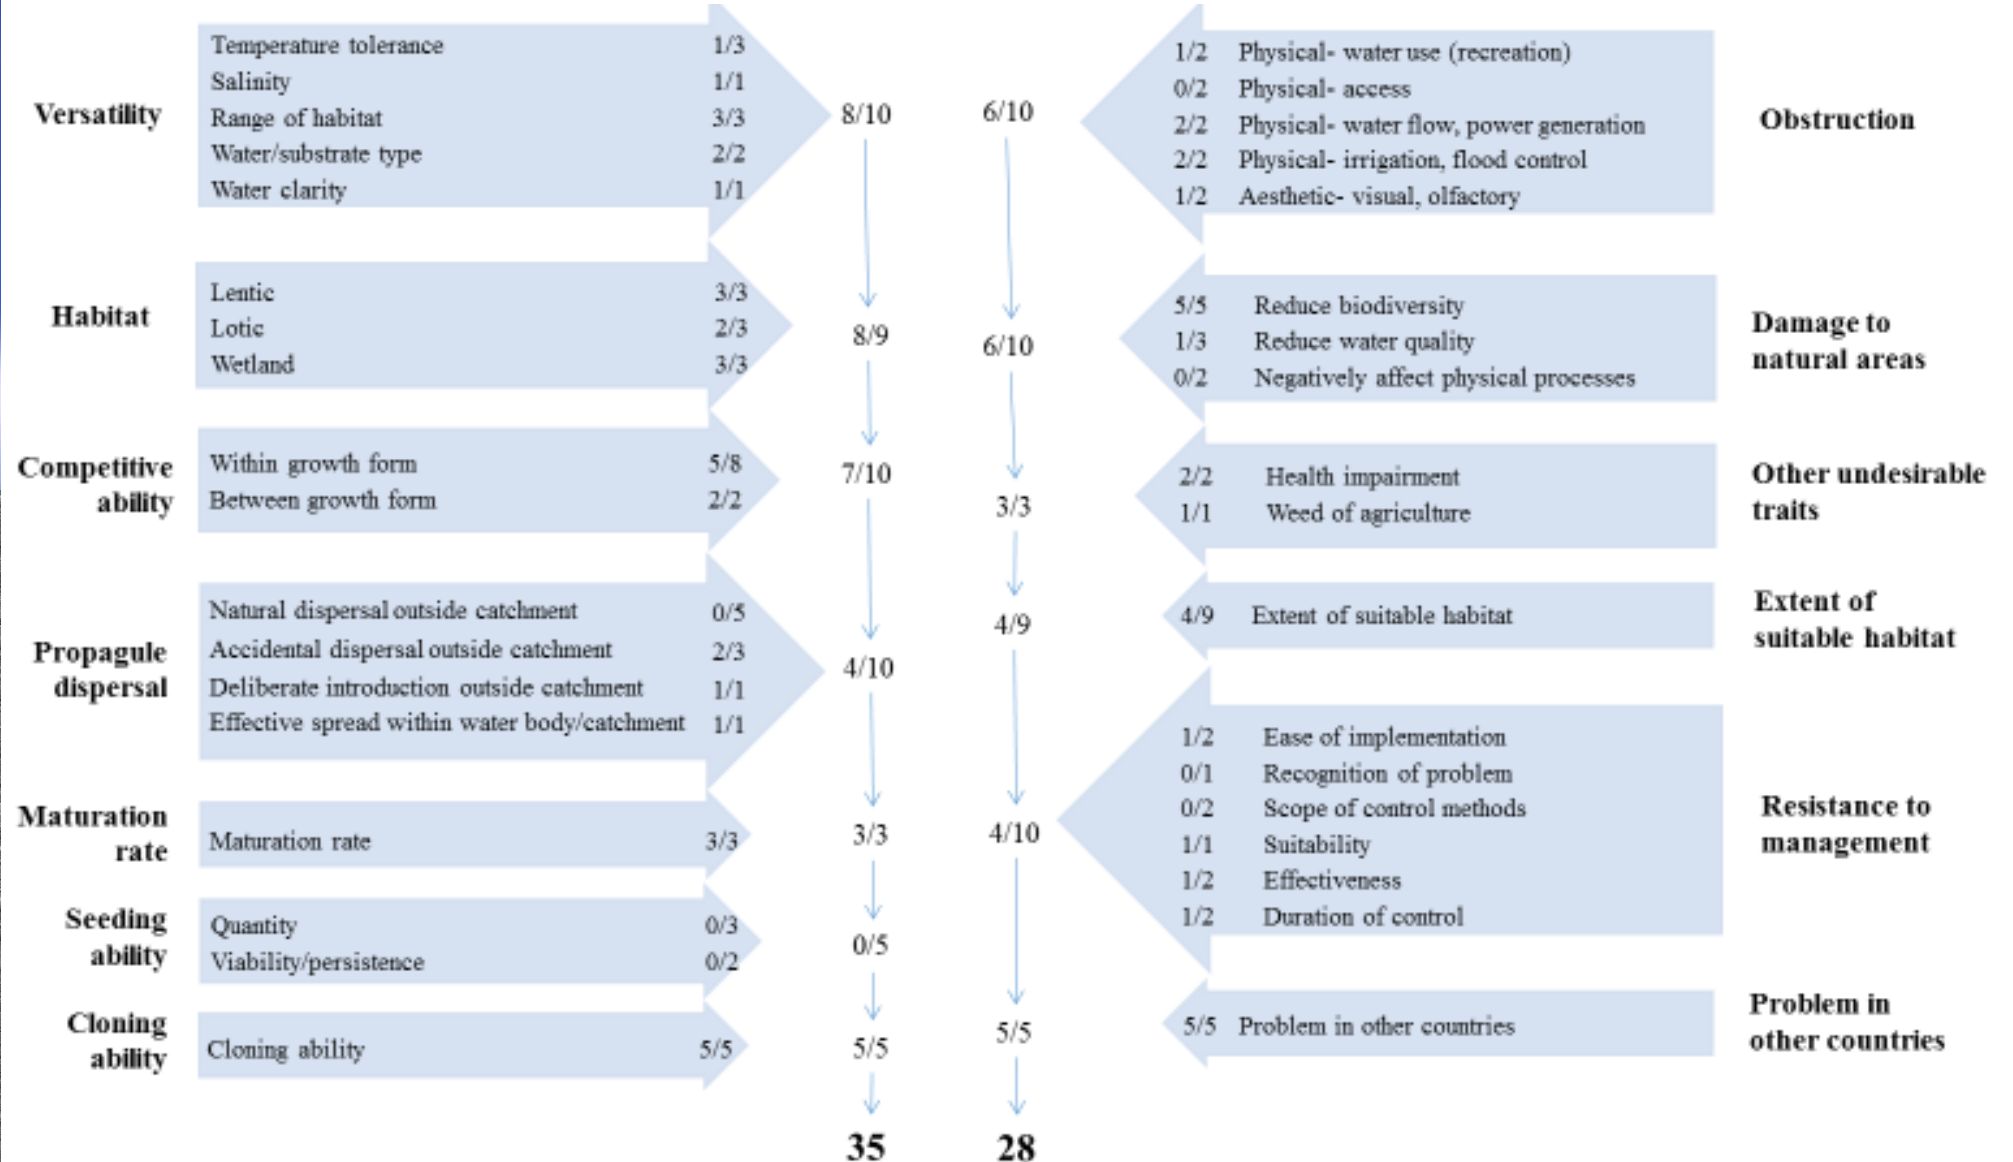 Versatility
Temperature tolerance 1/3
Salinity 1/1
Range of habitat 3/3
Water/substrate type 2/2
Water clarity 1/1
8/10
Habitat
Lentic 3/3
Lotic 2/3
Wetland 3/3
8/9
Competitive
ability
Within growth form 5/8
Between growth form 2/2
7/10
Propagule
dispersal
Natural dispersal outside catchment 0/5
Accidental dispersal outside catchment 2/3
Deliberate introduction outside catchment 1/1
Effective spread within water body/catchment 1/1
4/10
Maturation
rate
Maturation rate 3/3
3/3
Seeding
ability
Quantity 0/3
Viability/persistence 0/2
0/5
Cloning
ability
Cloning ability 5/5
5/5
35
6/10
1/2 Physical- water use (recreation)
0/2 Physical- access
2/2 Physical- water flow, power generation
2/2 Physical- irrigation, flood control
1/2 Aesthetic- visual, olfactory
Obstruction
6/10
5/5 Reduce biodiversity
1/3 Reduce water quality
0/2 Negatively affect physical processes
Damage to
natural areas
3/3
2/2 Health impairment
1/1 Weed of agriculture
Other undesirable
traits
4/9
4/9 Extent of suitable habitat
Extent of
suitable habitat
4/10
1/2 Ease of implementation
0/1 Recognition of problem
0/2 Scope of control methods
1/1 Suitability
1/2 Effectiveness
1/2 Duration of control
Resistance to
management
5/5
5/5 Problem in other countries
Problem in
other countries
28